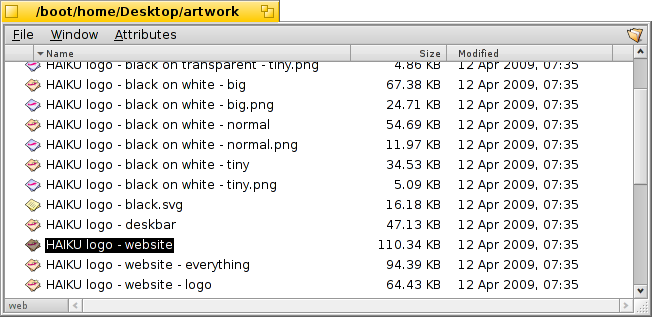 /boot/home/Desktop/artwork
File Window Attributes
Name Size Modified
HAIKU logo - black on transparent - tiny.png 4.86 KB 12 Apr 2009, 07:35
HAIKU logo - black on white - big 67.38 KB 12 Apr 2009, 07:35
HAIKU logo - black on white - big.png 24.71 KB 12 Apr 2009, 07:35
HAIKU logo - black on white - normal 54.69 KB 12 Apr 2009, 07:35
HAIKU logo - black on white - normal.png 11.97 KB 12 Apr 2009, 07:35
HAIKU logo - black on white - tiny 34.53 KB 12 Apr 2009, 07:35
HAIKU logo - black on white - tiny.png 5.09 KB 12 Apr 2009, 07:35
HAIKU logo - black.svg 16.18 KB 12 Apr 2009, 07:35
HAIKU logo - deskbar 47.13 KB 12 Apr 2009, 07:35
HAIKU logo - website 110.34 KB 12 Apr 2009, 07:35
HAIKU logo - website - everything 94.39 KB 12 Apr 2009, 07:35
HAIKU logo - website - logo 64.43 KB 12 Apr 2009, 07:35
web